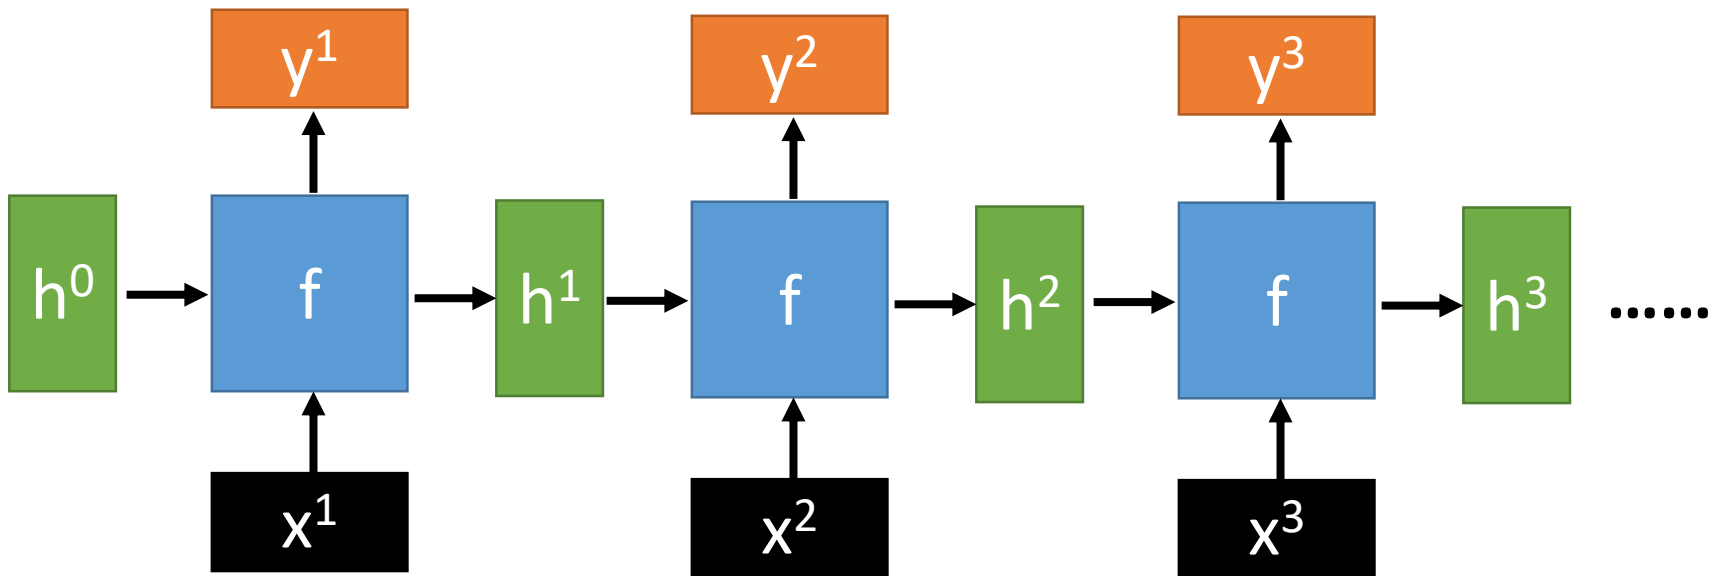 y¹ y² y³
h⁰ f h¹ f h² f h³ ......
x¹ x² x³